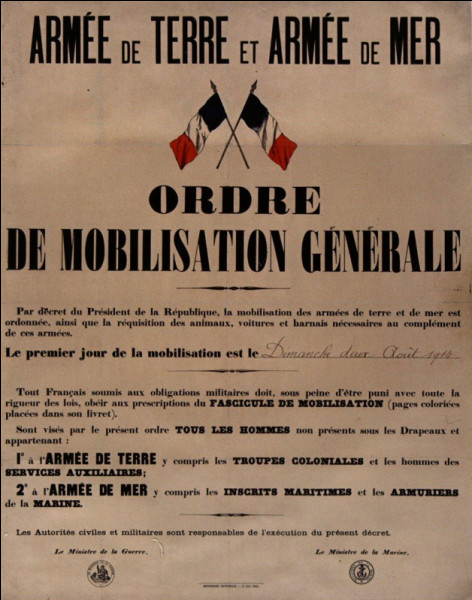 ARMÉE DE TERRE ET ARMÉE DE MER
ORDRE
DE MOBILISATION GÉNÉRALE
Par décret du Président de la République, la mobilisation des armées de terre et de mer est
ordonnée, ainsi que la réquisition des animaux, voitures et harnais nécessaires au complément
de ces armées.
Le premier jour de la mobilisation est le Dimanche deux Août 1914
Tout Français soumis aux obligations militaires doit, sous peine d'être puni avec toute la
rigueur des lois, obéir aux prescriptions du FASCICULE DE MOBILISATION (pages coloriées
placées dans son livret).
Sont visés par le présent ordre TOUS LES HOMMES non présents sous les Drapeaux et
appartenant :
1° à l'ARMÉE DE TERRE y compris les TROUPES COLONIALES et les hommes des
SERVICES AUXILIAIRES;
2° à l'ARMÉE DE MER y compris les INSCRITS MARITIMES et les ARMURIERS
de la MARINE.
Les Autorités civiles et militaires sont responsables de l'exécution du présent décret.
Le Ministre de la Guerre, Le Ministre de la Marine,